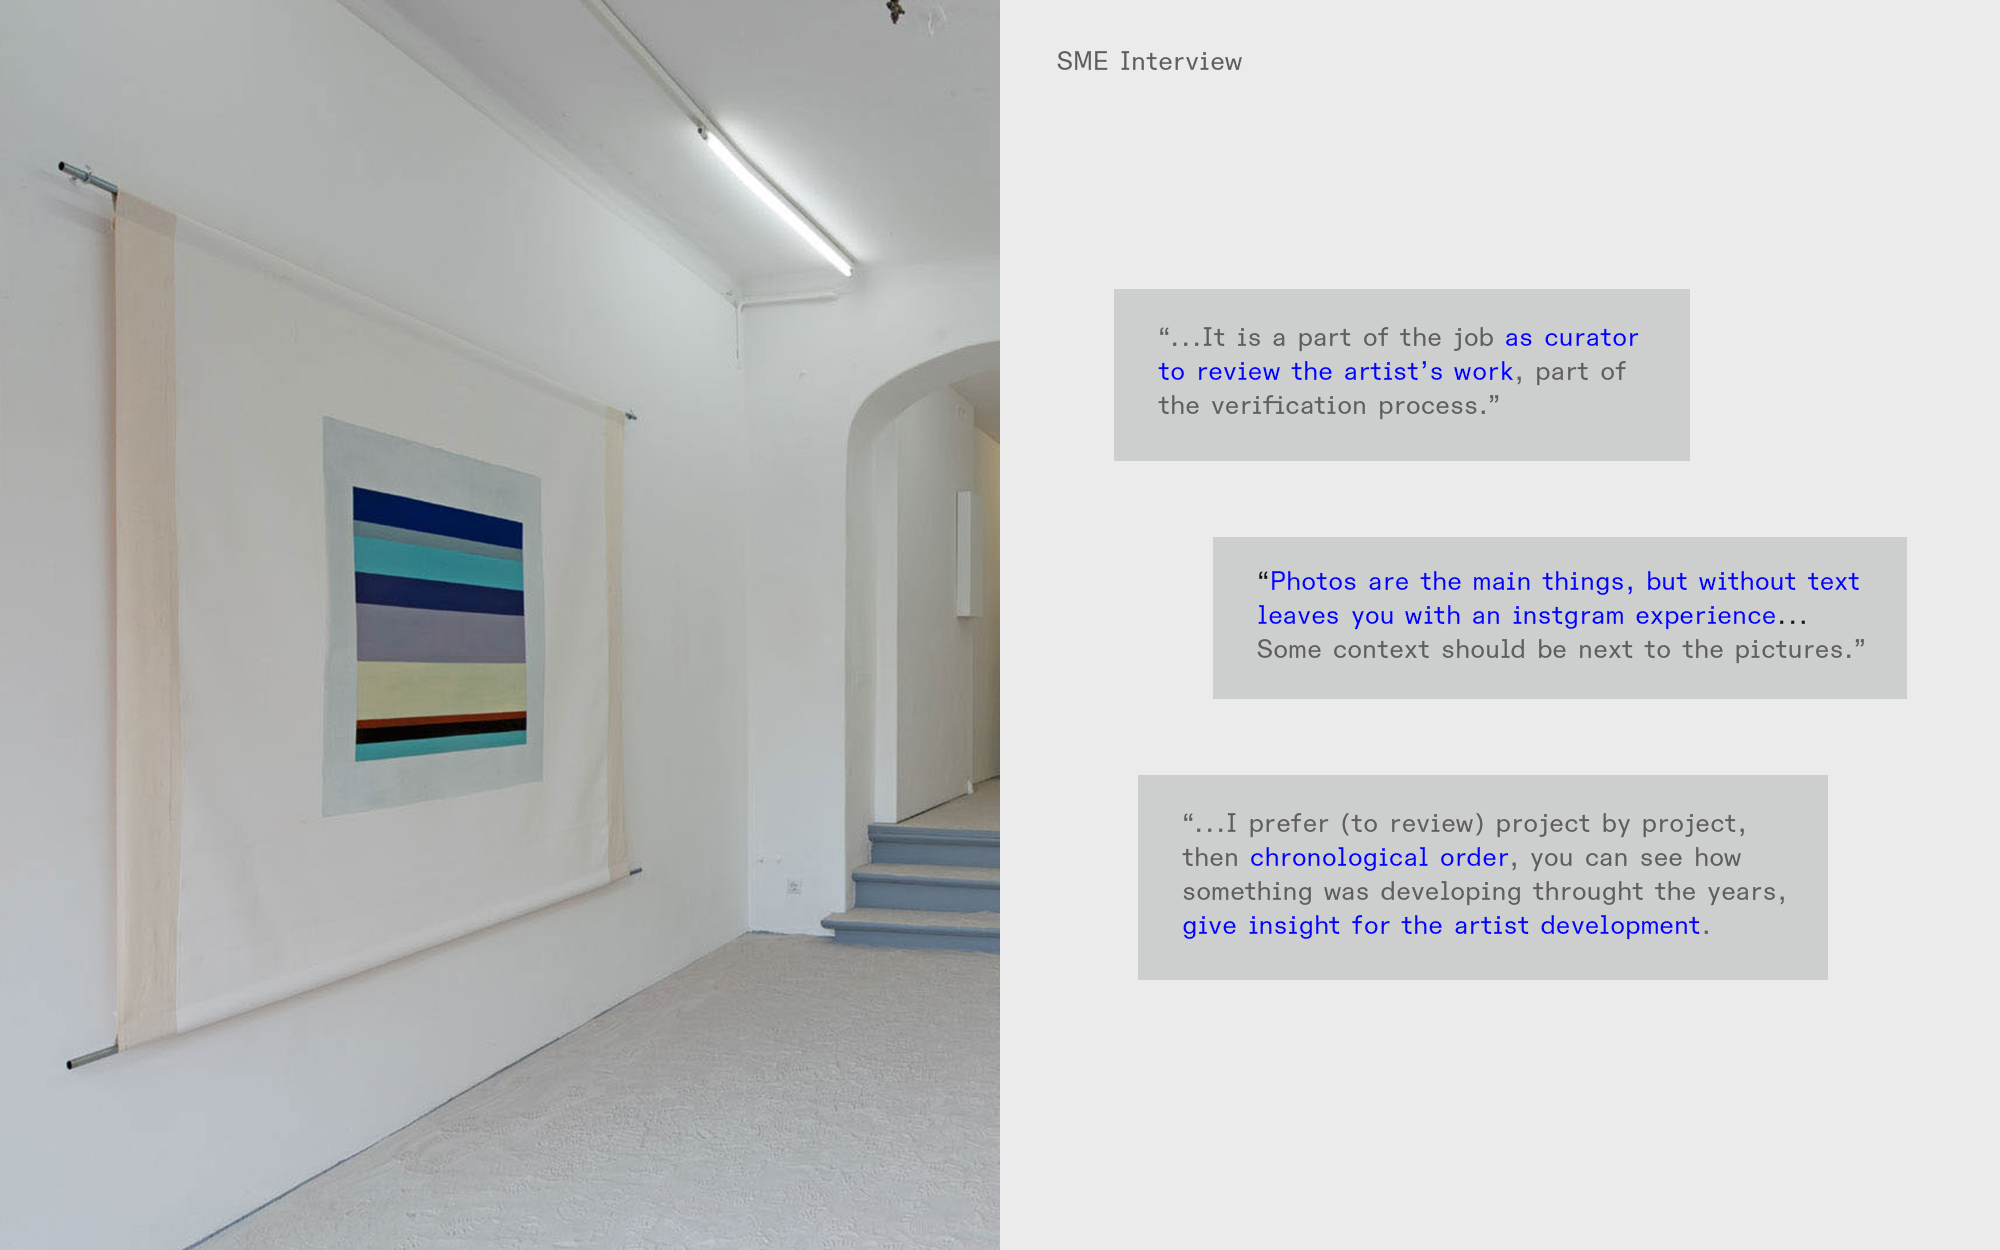 SME Interview
“...It is a part of the job as curator
to review the artist’s work, part of
the verification process.”
“Photos are the main things, but without text
leaves you with an instgram experience...
Some context should be next to the pictures.”
“...I prefer (to review) project by project,
then chronological order, you can see how
something was developing throught the years,
give insight for the artist development.